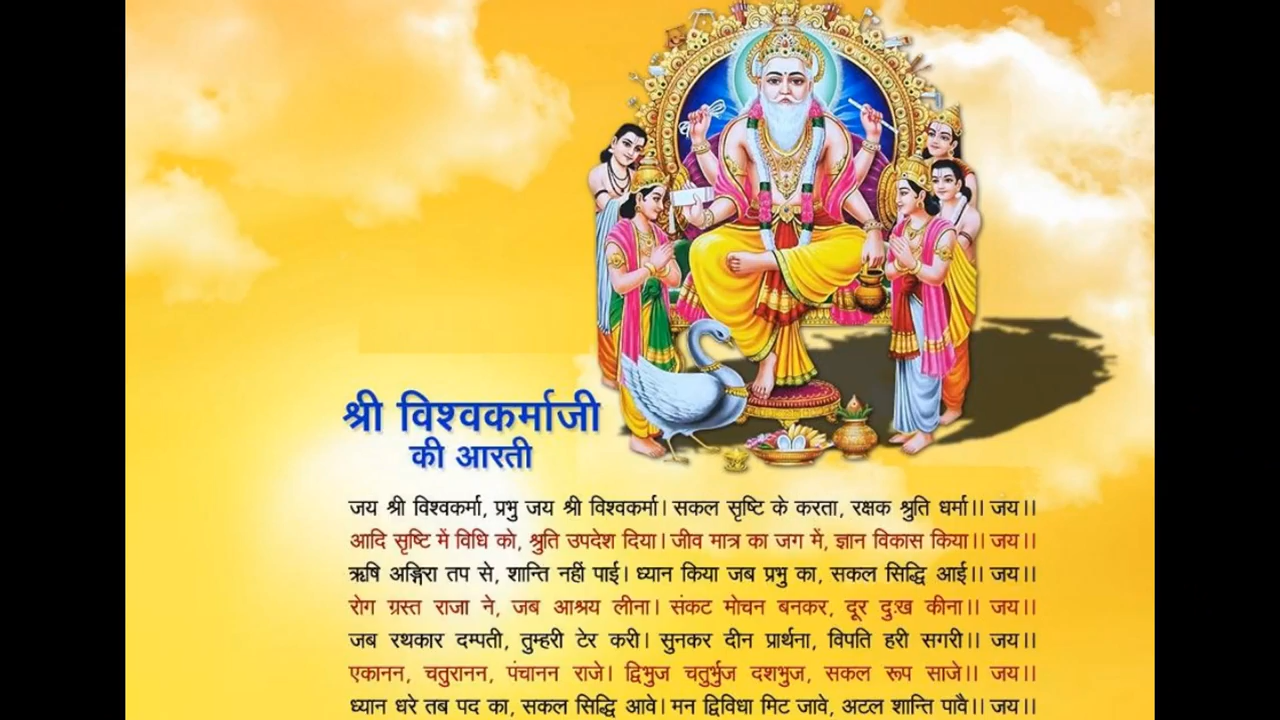 श्री विश्वकर्माजी
की आरती
जय श्री विश्वकर्मा, प्रभु जय श्री विश्वकर्मा। सकल सृष्टि के करता, रक्षक श्रुति धर्मा।। जय।।
आदि सृष्टि में विधि को, श्रुति उपदेश दिया। जीव मात्र का जग में, ज्ञान विकास किया।। जय।।
ऋषि अङ्गिरा तप से, शान्ति नहीं पाई। ध्यान किया जब प्रभु का, सकल सिद्धि आई।। जय।।
रोग ग्रस्त राजा ने, जब आश्रय लीना। संकट मोचन बनकर, दूर दुःख कीना।। जय।।
जब रथकार दम्पती, तुम्हरी टेर करी। सुनकर दीन प्रार्थना, विपति हरी सगरी।। जय।।
एकानन, चतुरानन, पंचानन राजे। द्विभुज चतुर्भुज दशभुज, सकल रूप साजे।। जय।।
ध्यान धरे तब पद का, सकल सिद्धि आवे। मन द्विविधा मिट जावे, अटल शान्ति पावै।। जय।।